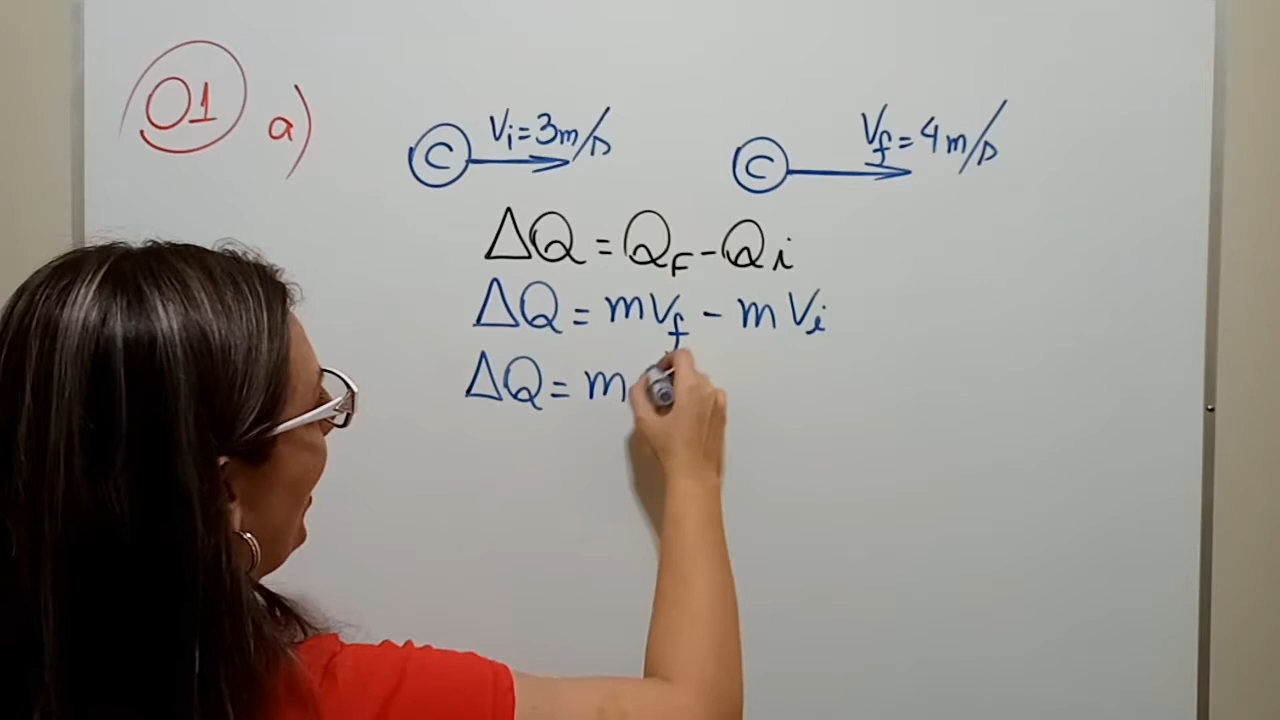 01 a)
C Vi = 3m/s C Vf = 4m/s
ΔQ = QF - Qi
ΔQ = mVf - mVi
ΔQ = m